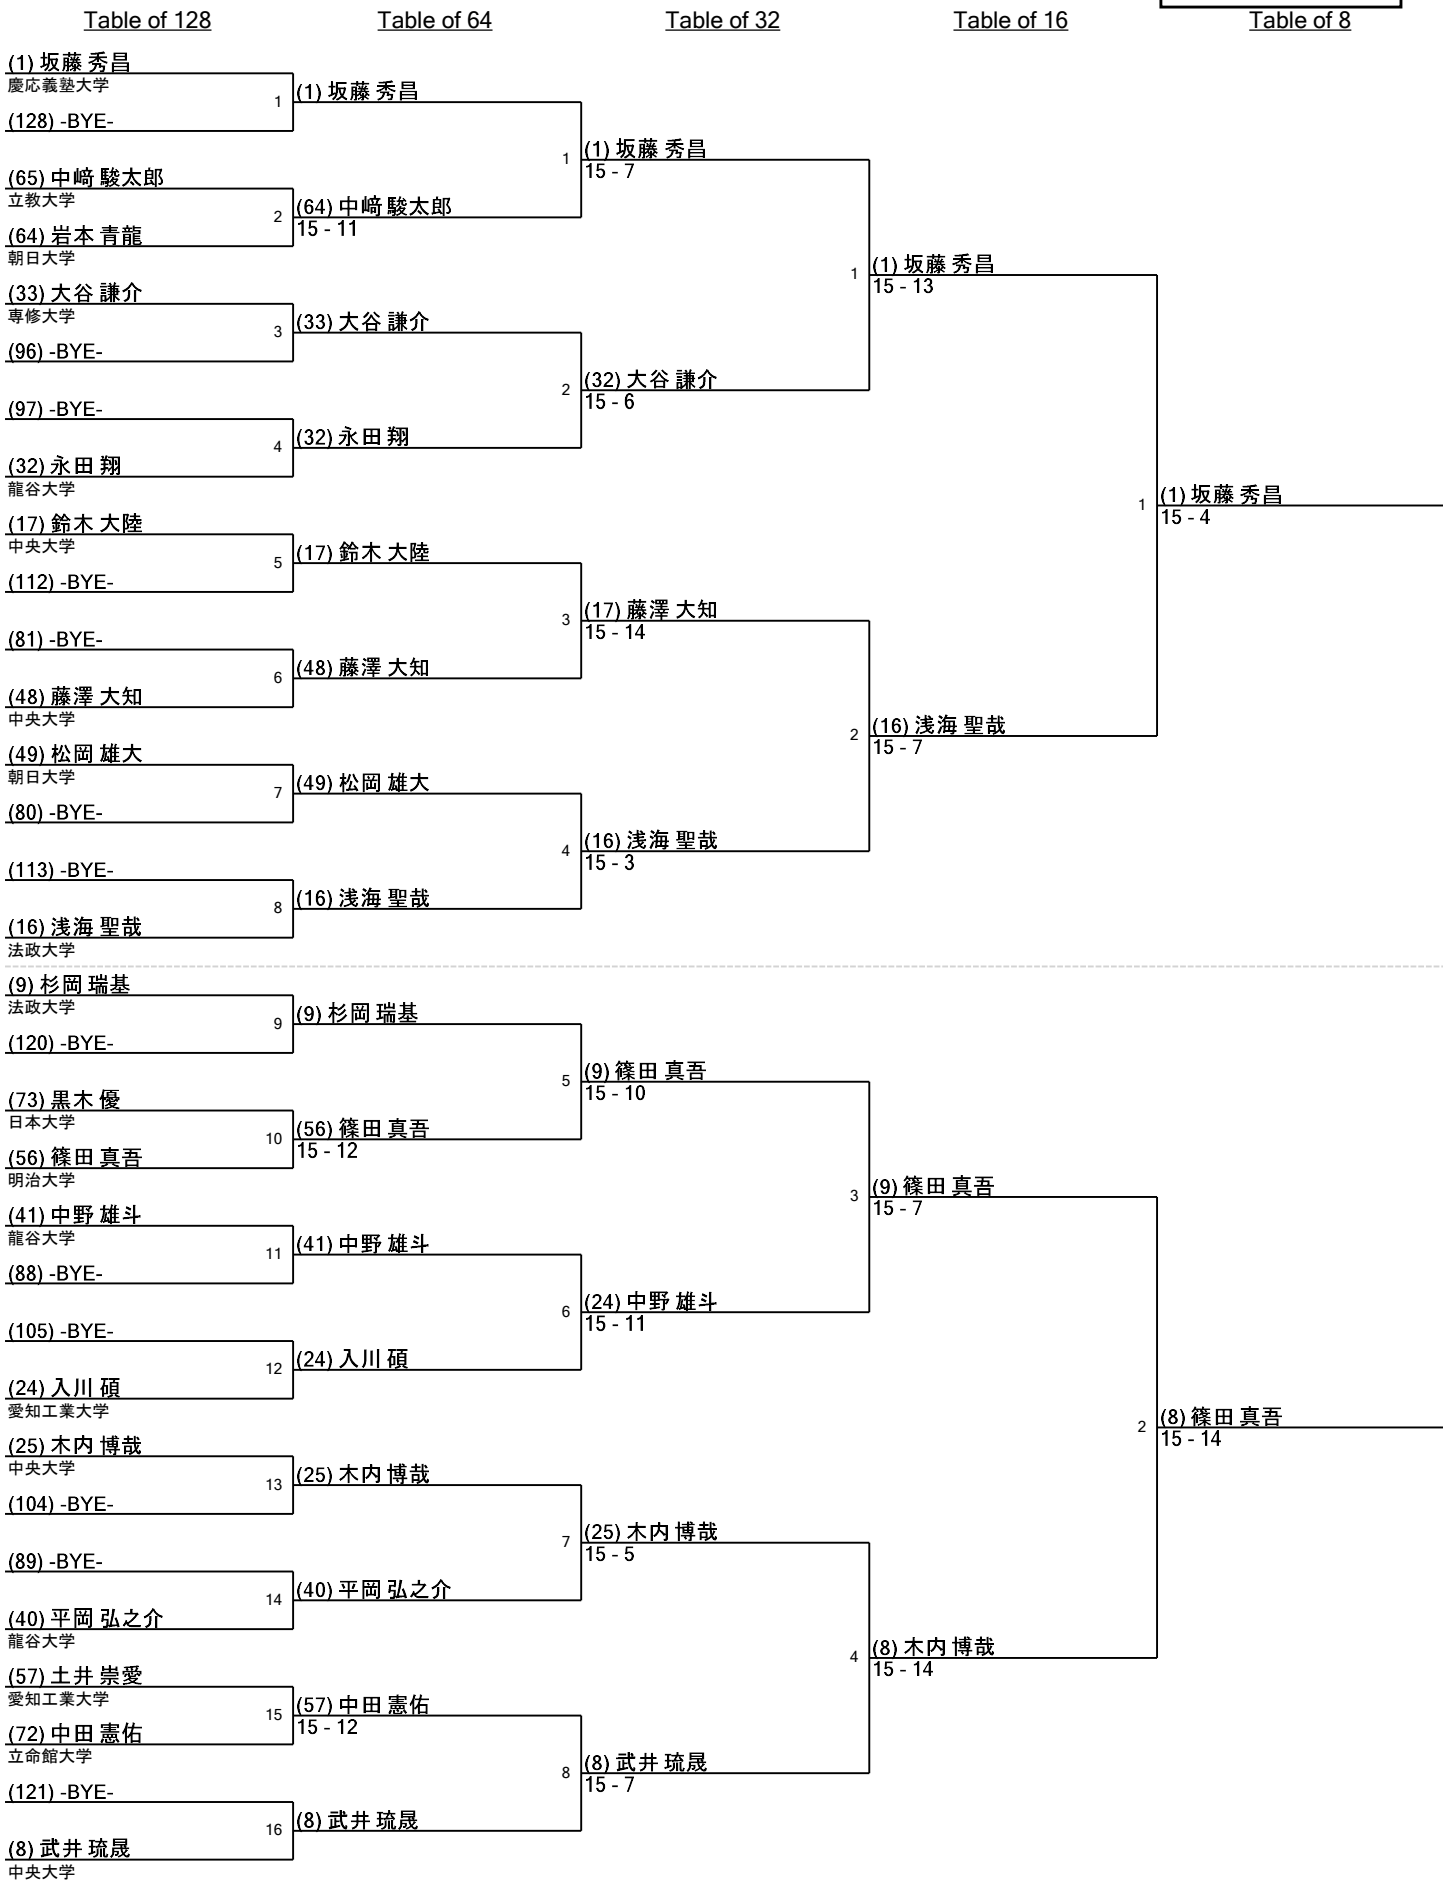 Table of 128
Table of 64
Table of 32
Table of 16
Table of 8
(1) 坂藤 秀昌
慶応義塾大学
1
(128) -BYE-
(65) 中﨑 駿太郎
立教大学
2
(64) 岩本 青龍
朝日大学
(33) 大谷 謙介
専修大学
3
(96) -BYE-
(97) -BYE-
4
(32) 永田 翔
龍谷大学
(17) 鈴木 大陸
中央大学
5
(112) -BYE-
(81) -BYE-
6
(48) 藤澤 大知
中央大学
(49) 松岡 雄大
朝日大学
7
(80) -BYE-
(113) -BYE-
8
(16) 浅海 聖哉
法政大学
(9) 杉岡 瑞基
法政大学
9
(120) -BYE-
(73) 黒木 優
日本大学
10
(56) 篠田 真吾
明治大学
(41) 中野 雄斗
龍谷大学
11
(88) -BYE-
(105) -BYE-
12
(24) 入川 碩
愛知工業大学
(25) 木内 博哉
中央大学
13
(104) -BYE-
(89) -BYE-
14
(40) 平岡 弘之介
龍谷大学
(57) 土井 崇愛
愛知工業大学
15
(72) 中田 憲佑
立命館大学
(121) -BYE-
16
(8) 武井 琉晟
中央大学
(1) 坂藤 秀昌
1
(64) 中﨑 駿太郎
15 - 11
(33) 大谷 謙介
2
(32) 永田 翔
(17) 鈴木 大陸
3
(48) 藤澤 大知
(49) 松岡 雄大
4
(16) 浅海 聖哉
(9) 杉岡 瑞基
5
(56) 篠田 真吾
15 - 12
(41) 中野 雄斗
6
(24) 入川 碩
(25) 木内 博哉
7
(40) 平岡 弘之介
(57) 中田 憲佑
15 - 12
8
(8) 武井 琉晟
(1) 坂藤 秀昌
15 - 7
1
(32) 大谷 謙介
15 - 6
(17) 藤澤 大知
15 - 14
2
(16) 浅海 聖哉
15 - 3
(9) 篠田 真吾
15 - 10
3
(24) 中野 雄斗
15 - 11
(25) 木内 博哉
15 - 5
4
(8) 武井 琉晟
15 - 7
(1) 坂藤 秀昌
15 - 13
1
(16) 浅海 聖哉
15 - 7
(9) 篠田 真吾
15 - 7
2
(8) 木内 博哉
15 - 14
(1) 坂藤 秀昌
15 - 4
(8) 篠田 真吾
15 - 14